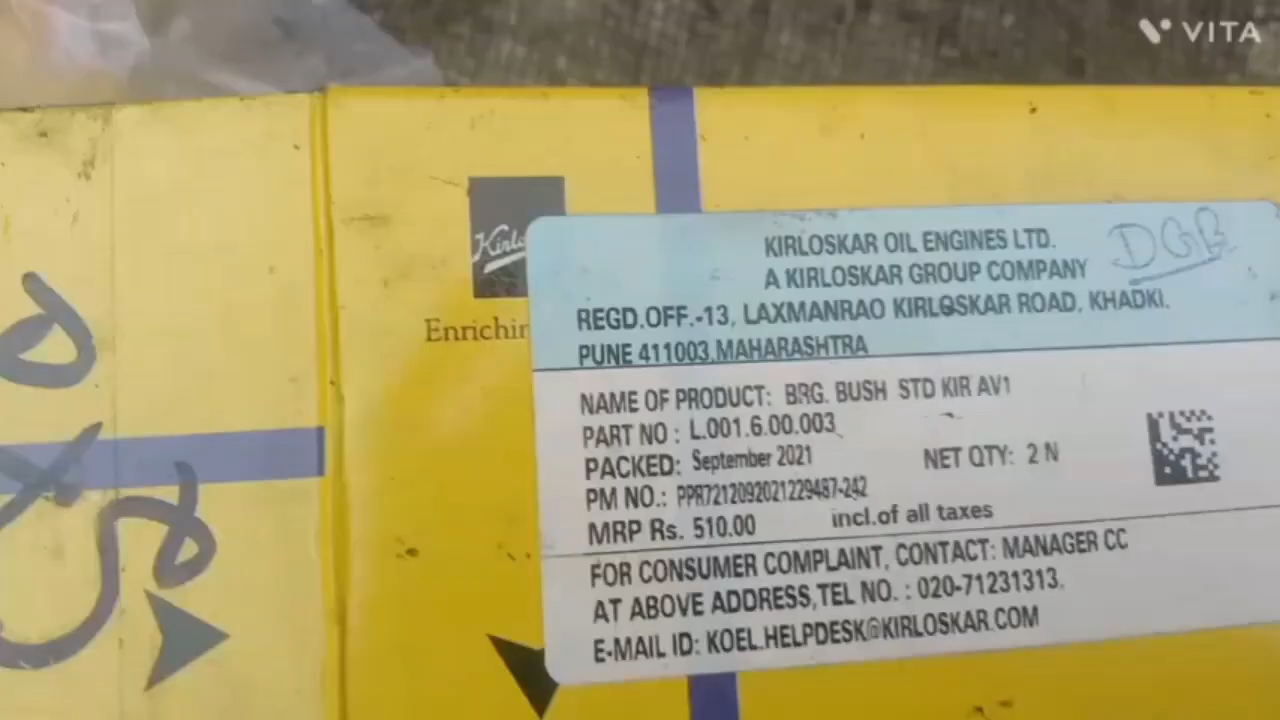 VITA
Kirlo
Enrichin
KIRLOSKAR OIL ENGINES LTD.
DGB
A KIRLOSKAR GROUP COMPANY
REGD.OFF.-13, LAXMANRAO KIRLOSKAR ROAD, KHADKI.
PUNE 411003,MAHARASHTRA
NAME OF PRODUCT: BRG. BUSH STD KIR AV1
PART NO : L.001.6.00.003
PACKED: September 2021 NET QTY: 2 N
PM NO.: PPR7212092021229487-242
MRP Rs. 510.00 incl.of all taxes
FOR CONSUMER COMPLAINT, CONTACT: MANAGER CC
AT ABOVE ADDRESS,TEL NO. : 020-71231313.
E-MAIL ID: KOEL.HELPDESK@KIRLOSKAR.COM